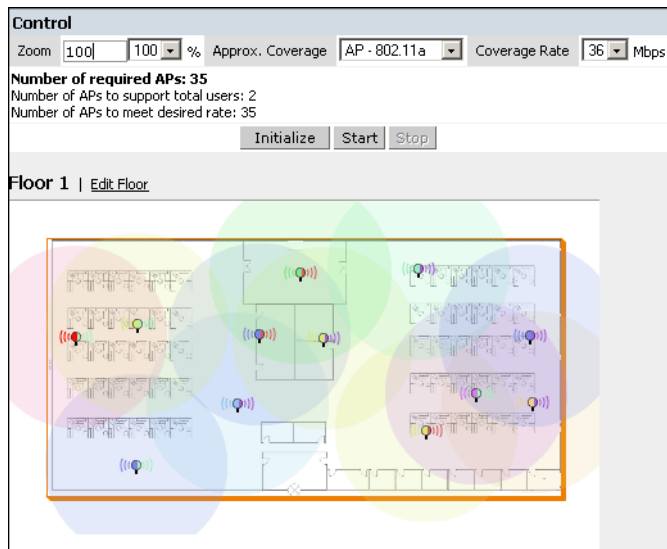 Control
Zoom 100 100 % Approx. Coverage AP - 802.11a Coverage Rate 36 Mbps
Number of required APs: 35
Number of APs to support total users: 2
Number of APs to meet desired rate: 35
Initialize Start Stop
Floor 1 | Edit Floor